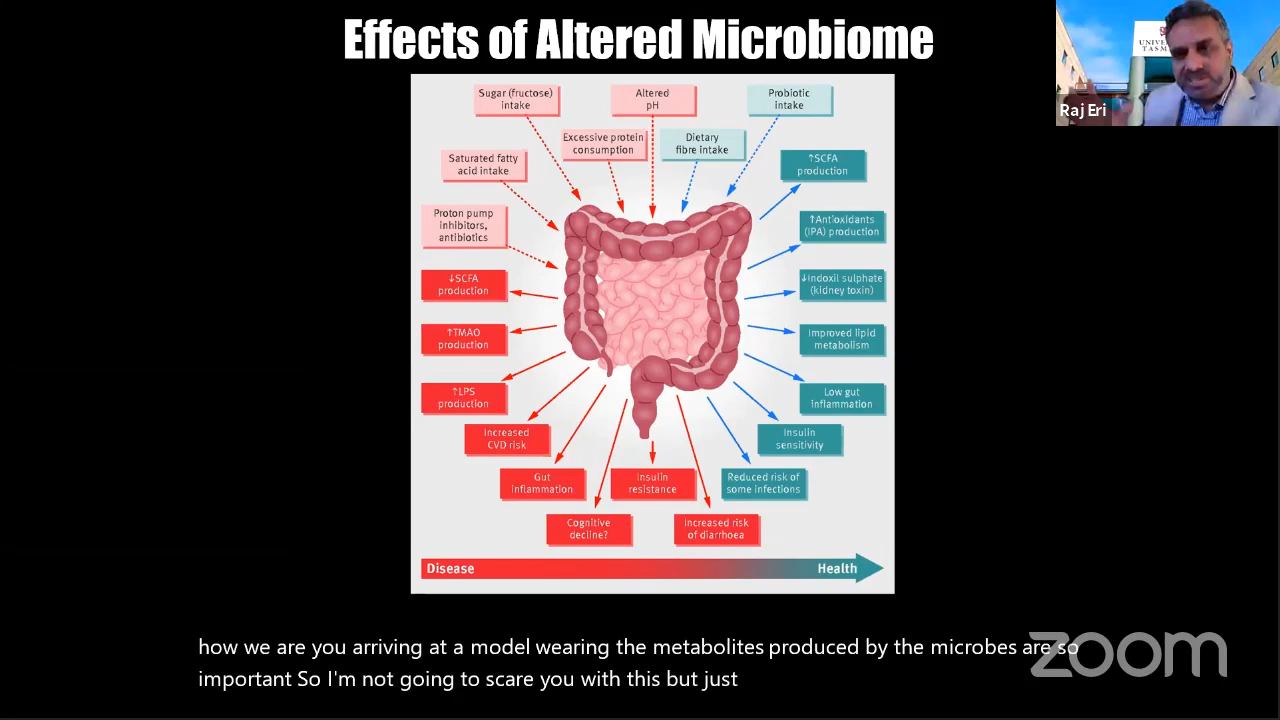 Effects of Altered Microbiome
Raj Eri
Sugar (fructose)
intake
Altered
pH
Probiotic
intake
Excessive protein
consumption
Dietary
fibre intake
Saturated fatty
acid intake
Proton pump
inhibitors,
antibiotics
↓SCFA
production
↑TMAO
production
↑LPS
production
Increased
CVD risk
Gut
inflammation
Cognitive
decline?
Insulin
resistance
Increased risk
of diarrhoea
↑SCFA
production
↑Antioxidants
(IPA) production
↓Indoxil sulphate
(kidney toxin)
Improved lipid
metabolism
Low gut
inflammation
Insulin
sensitivity
Reduced risk of
some infections
Disease
Health
how we are you arriving at a model wearing the metabolites produced by the microbes are so
important So I'm not going to scare you with this but just
zoom